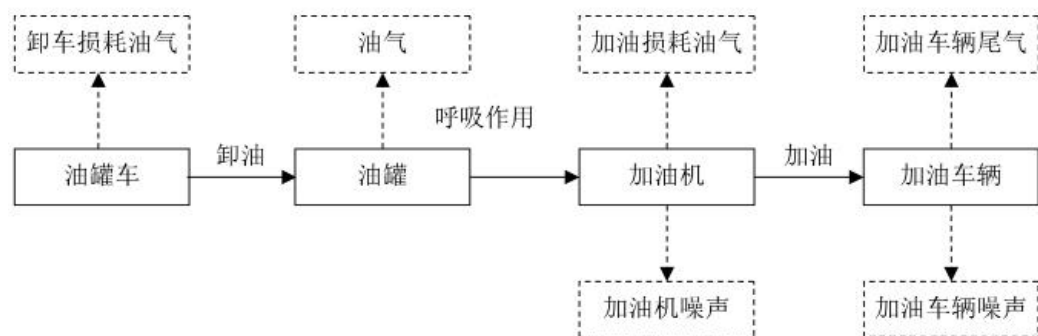 卸车损耗油气
油气
加油损耗油气
加油车辆尾气
呼吸作用
油罐车
卸油
油罐
加油机
加油
加油车辆
加油机噪声
加油车辆噪声